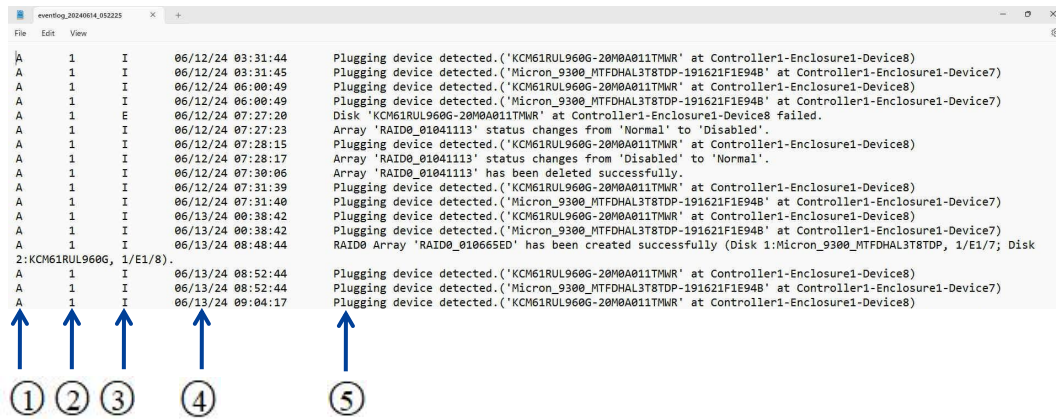 eventlog_20240614_052225 × +
File Edit View
A 1 I 06/12/24 03:31:44 Plugging device detected.('KCM61RUL960G-20M0A011TMWR' at Controller1-Enclosure1-Device8)
A 1 I 06/12/24 03:31:45 Plugging device detected.('Micron_9300_MTFDHAL3T8TDP-191621F1E94B' at Controller1-Enclosure1-Device7)
A 1 I 06/12/24 06:00:49 Plugging device detected.('KCM61RUL960G-20M0A011TMWR' at Controller1-Enclosure1-Device8)
A 1 I 06/12/24 06:00:49 Plugging device detected.('Micron_9300_MTFDHAL3T8TDP-191621F1E94B' at Controller1-Enclosure1-Device7)
A 1 E 06/12/24 07:27:20 Disk 'KCM61RUL960G-20M0A011TMWR' at Controller1-Enclosure1-Device8 failed.
A 1 I 06/12/24 07:27:23 Array 'RAID0_01041113' status changes from 'Normal' to 'Disabled'.
A 1 I 06/12/24 07:28:15 Plugging device detected.('KCM61RUL960G-20M0A011TMWR' at Controller1-Enclosure1-Device8)
A 1 I 06/12/24 07:28:17 Array 'RAID0_01041113' status changes from 'Disabled' to 'Normal'.
A 1 I 06/12/24 07:30:06 Array 'RAID0_01041113' has been deleted successfully.
A 1 I 06/12/24 07:31:39 Plugging device detected.('KCM61RUL960G-20M0A011TMWR' at Controller1-Enclosure1-Device8)
A 1 I 06/12/24 07:31:40 Plugging device detected.('Micron_9300_MTFDHAL3T8TDP-191621F1E94B' at Controller1-Enclosure1-Device7)
A 1 I 06/13/24 00:38:42 Plugging device detected.('KCM61RUL960G-20M0A011TMWR' at Controller1-Enclosure1-Device8)
A 1 I 06/13/24 00:38:42 Plugging device detected.('Micron_9300_MTFDHAL3T8TDP-191621F1E94B' at Controller1-Enclosure1-Device7)
A 1 I 06/13/24 08:48:44 RAID0 Array 'RAID0_010665ED' has been created successfully (Disk 1:Micron_9300_MTFDHAL3T8TDP, 1/E1/7; Disk
2:KCM61RUL960G, 1/E1/8).
A 1 I 06/13/24 08:52:44 Plugging device detected.('KCM61RUL960G-20M0A011TMWR' at Controller1-Enclosure1-Device8)
A 1 I 06/13/24 08:52:44 Plugging device detected.('Micron_9300_MTFDHAL3T8TDP-191621F1E94B' at Controller1-Enclosure1-Device7)
A 1 I 06/13/24 09:04:17 Plugging device detected.('KCM61RUL960G-20M0A011TMWR' at Controller1-Enclosure1-Device8)
① ② ③ ④ ⑤